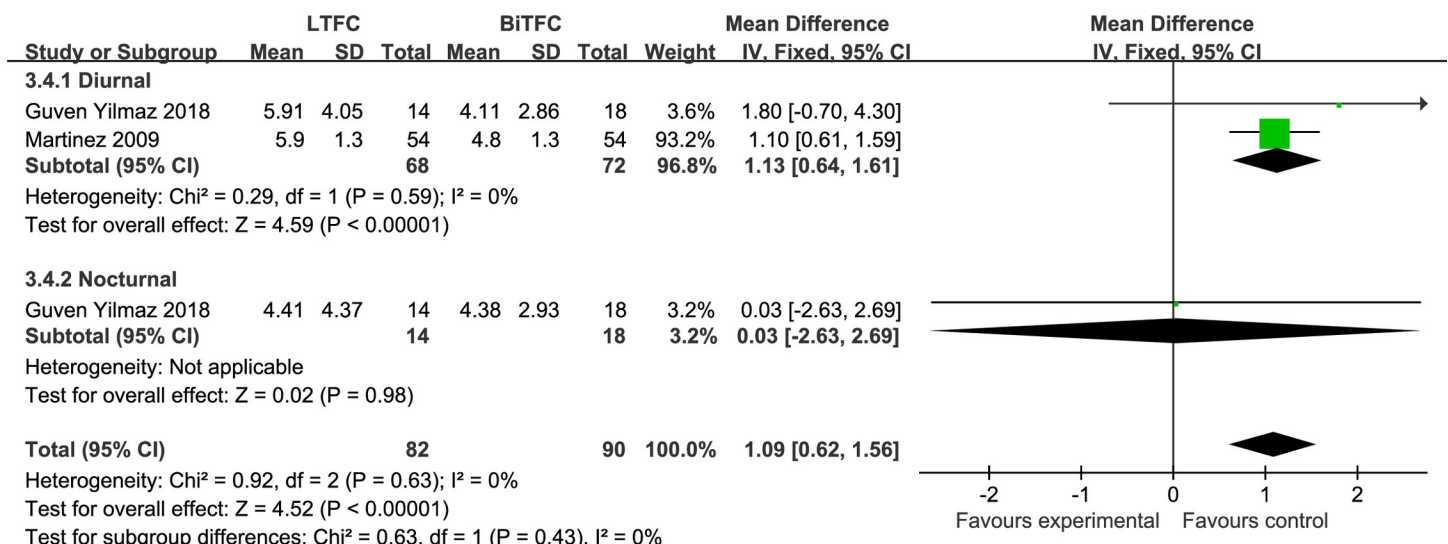 LTFC BiTFC Mean Difference Mean Difference
Study or Subgroup Mean SD Total Mean SD Total Weight IV, Fixed, 95% CI IV, Fixed, 95% CI
3.4.1 Diurnal
Guven Yilmaz 2018 5.91 4.05 14 4.11 2.86 18 3.6% 1.80 [-0.70, 4.30]
Martinez 2009 5.9 1.3 54 4.8 1.3 54 93.2% 1.10 [0.61, 1.59]
Subtotal (95% CI) 68 72 96.8% 1.13 [0.64, 1.61]
Heterogeneity: Chi² = 0.29, df = 1 (P = 0.59); I² = 0%
Test for overall effect: Z = 4.59 (P < 0.00001)
3.4.2 Nocturnal
Guven Yilmaz 2018 4.41 4.37 14 4.38 2.93 18 3.2% 0.03 [-2.63, 2.69]
Subtotal (95% CI) 14 18 3.2% 0.03 [-2.63, 2.69]
Heterogeneity: Not applicable
Test for overall effect: Z = 0.02 (P = 0.98)
Total (95% CI) 82 90 100.0% 1.09 [0.62, 1.56]
Heterogeneity: Chi² = 0.92, df = 2 (P = 0.63); I² = 0%
Test for overall effect: Z = 4.52 (P < 0.00001)
Test for subgroup differences: Chi² = 0.63, df = 1 (P = 0.43), I² = 0%
-2 -1 0 1 2
Favours experimental Favours control